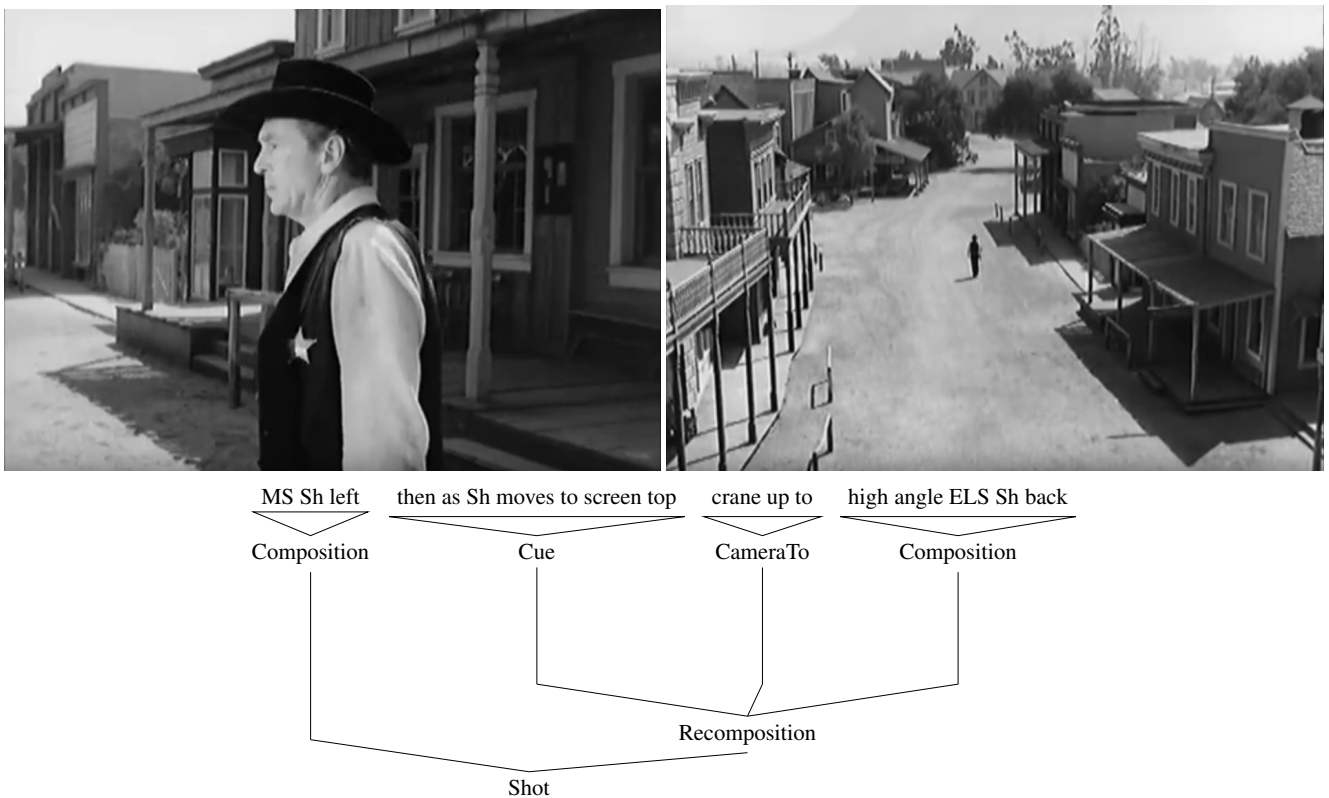 MS Sh left then as Sh moves to screen top crane up to high angle ELS Sh back
Composition Cue CameraTo Composition
Recomposition
Shot